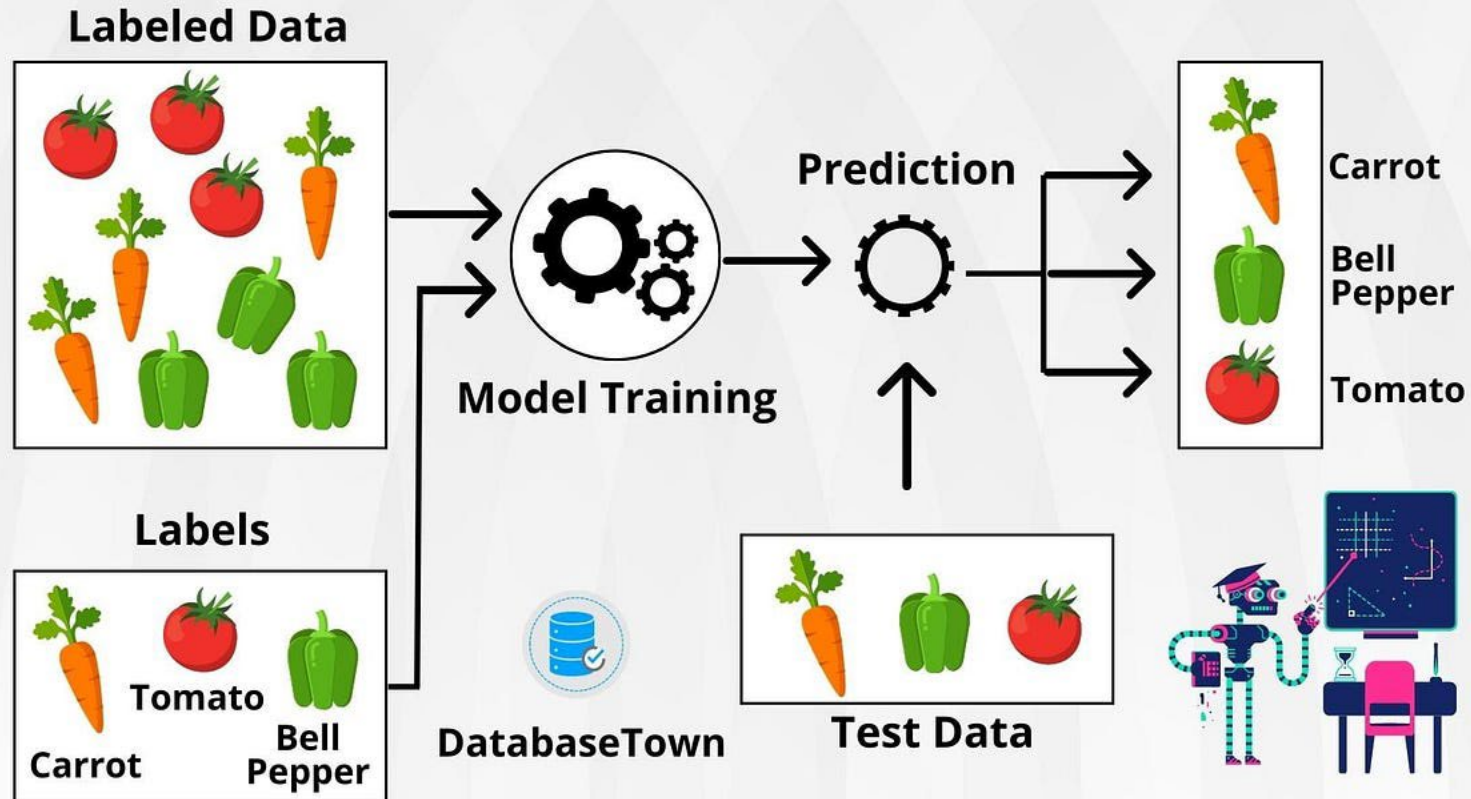 Labeled Data
Prediction
Carrot
Bell
Pepper
Model Training
Tomato
Labels
Tomato
Carrot
Bell
Pepper
DatabaseTown
Test Data